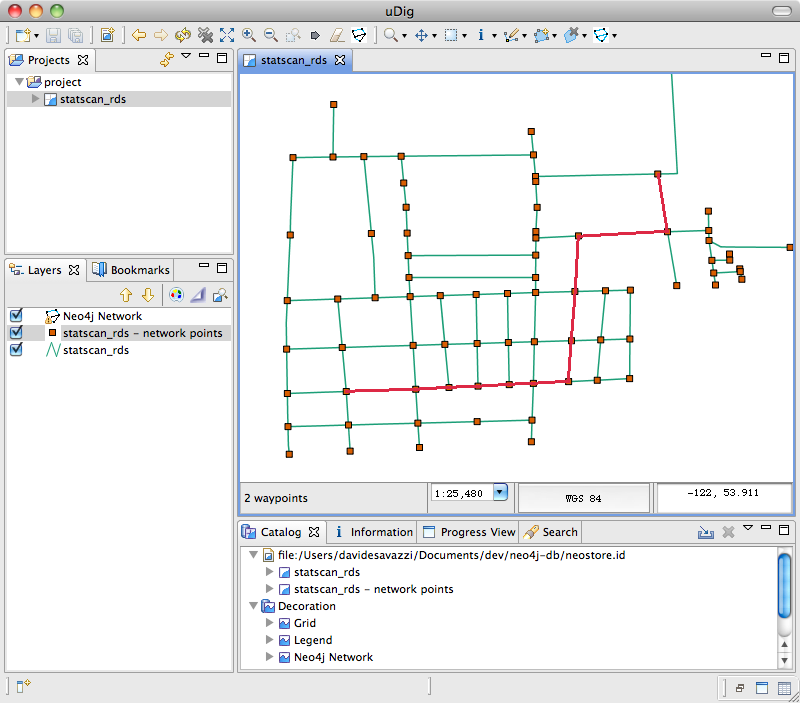 uDig
Projects
project
statscan_rds
statscan_rds
Layers
Bookmarks
Neo4j Network
statscan_rds - network points
statscan_rds
2 waypoints
1:25,480
WGS 84
-122, 53.911
Catalog
Information
Progress View
Search
file:/Users/davidesavazzi/Documents/dev/neo4j-db/neostore.id
statscan_rds
statscan_rds - network points
Decoration
Grid
Legend
Neo4j Network